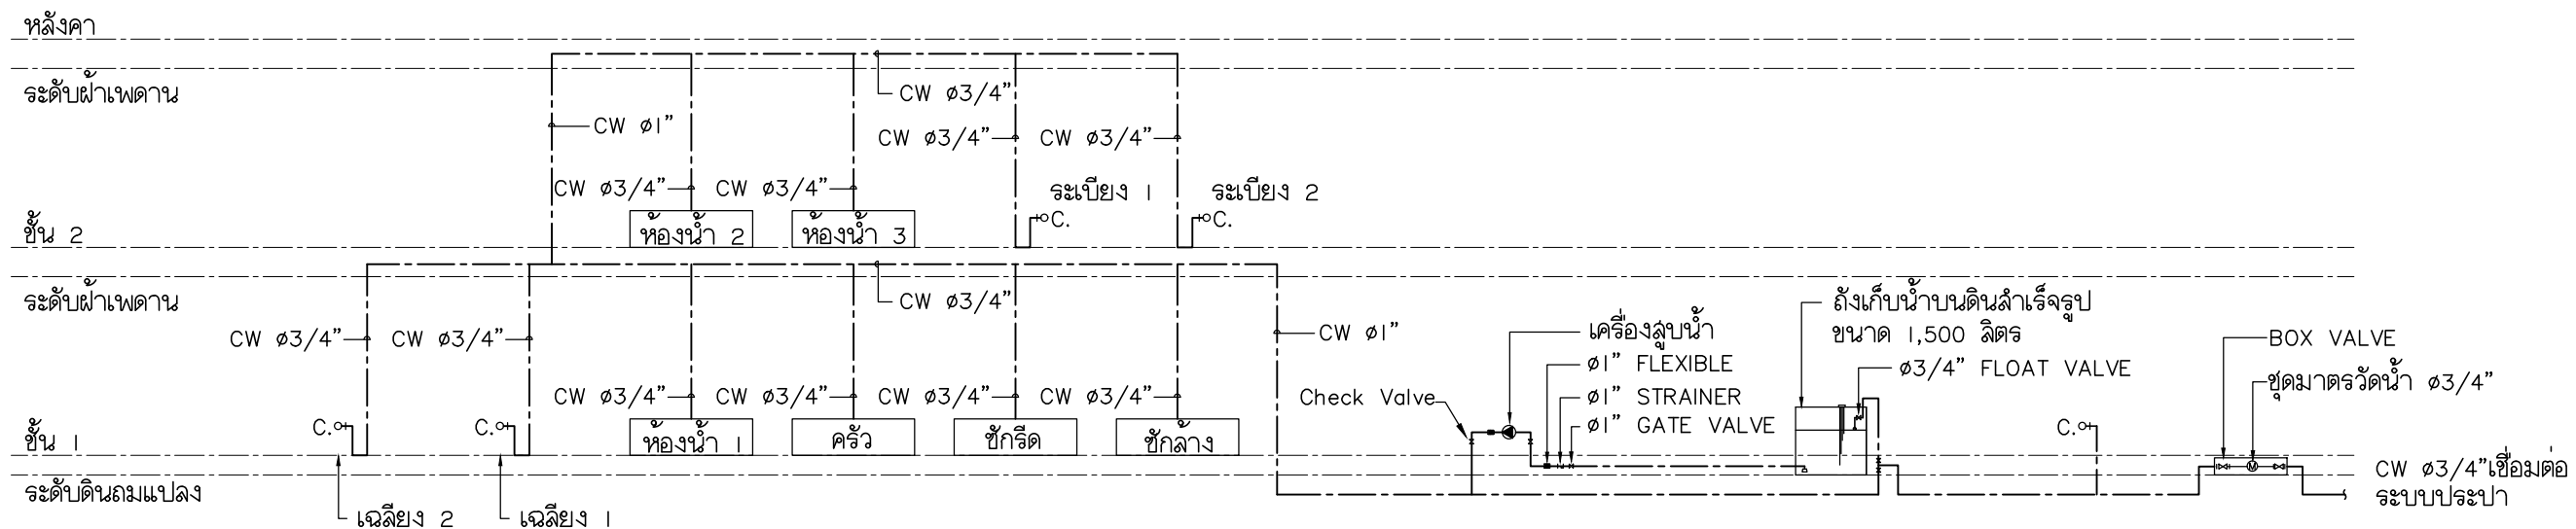 หลังคา
ระดับฝ้าเพดาน
CW ø3/4"
CW ø1"
CW ø3/4"
CW ø3/4"
CW ø3/4"
CW ø3/4"
ระเบียง 1
ระเบียง 2
C.
C.
ชั้น 2
ห้องน้ำ 2
ห้องน้ำ 3
ระดับฝ้าเพดาน
CW ø3/4"
ถังเก็บน้ำบนดินสำเร็จรูป
ขนาด 1,500 ลิตร
CW ø3/4"
CW ø3/4"
CW ø1"
เครื่องสูบน้ำ
BOX VALVE
ø1" FLEXIBLE
ø3/4" FLOAT VALVE
ชุดมาตรวัดน้ำ ø3/4"
CW ø3/4"
CW ø3/4"
CW ø3/4"
CW ø3/4"
Check Valve
ø1" STRAINER
ø1" GATE VALVE
C.
C.
C.
ชั้น 1
ห้องน้ำ 1
ครัว
ซักรีด
ซักล้าง
M
CW ø3/4"เชื่อมต่อ
ระบบประปา
ระดับดินถมแปลง
เฉลียง 2
เฉลียง 1